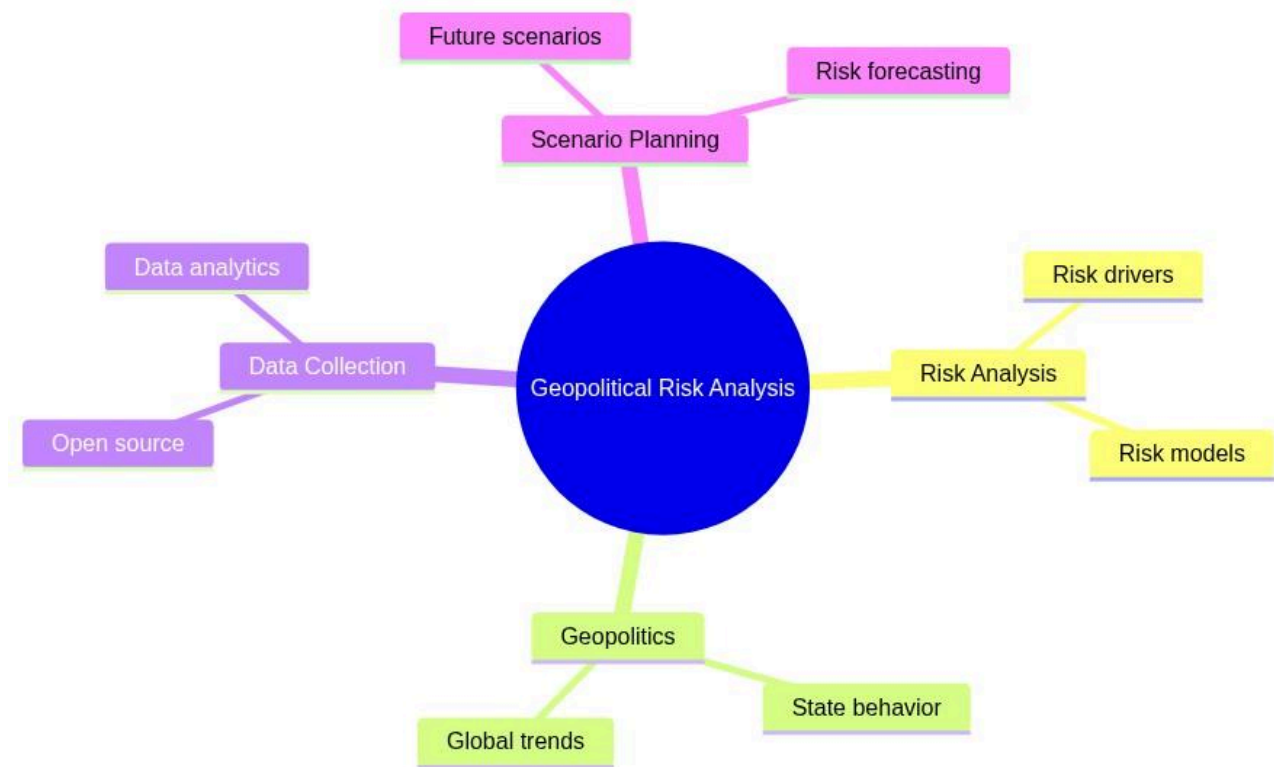 Future scenarios
Risk forecasting
Scenario Planning
Data analytics
Risk drivers
Data Collection
Geopolitical Risk Analysis
Risk Analysis
Open source
Risk models
Geopolitics
State behavior
Global trends